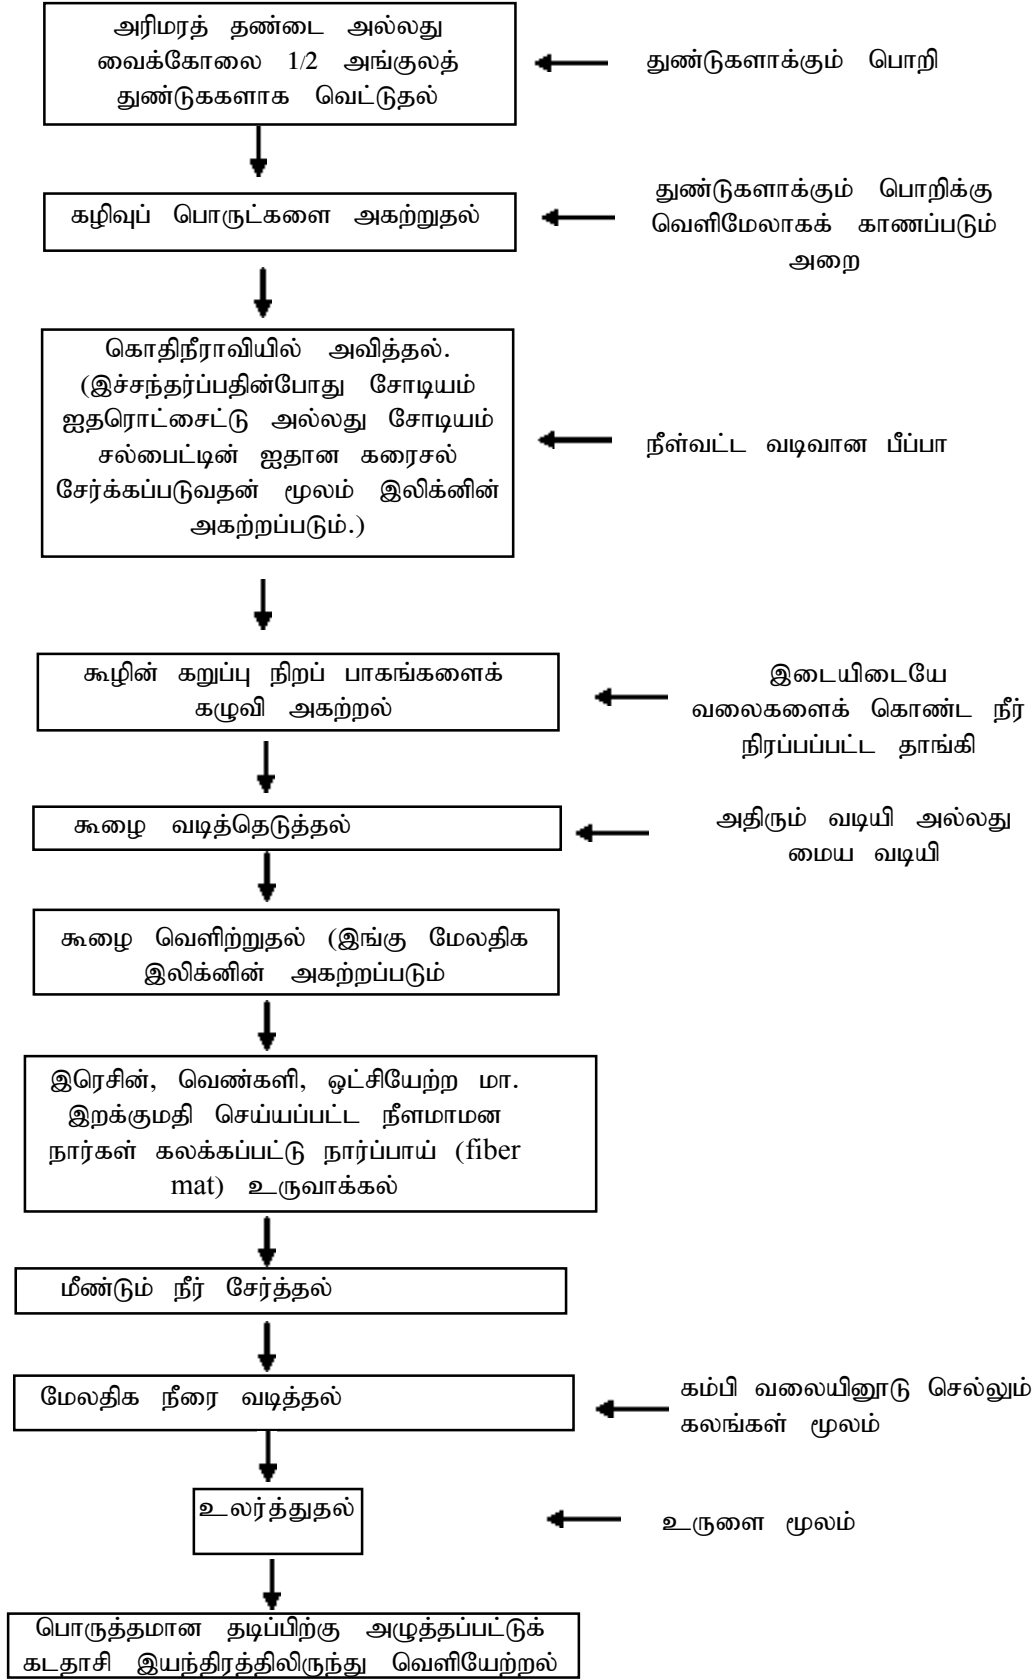 அரிமரத் தண்டை அல்லது
வைக்கோலை 1/2 அங்குலத்
துண்டுககளாக வெட்டுதல்
துண்டுகளாக்கும் பொறி
கழிவுப் பொருட்களை அகற்றுதல்
துண்டுகளாக்கும் பொறிக்கு
வெளிமேலாகக் காணப்படும்
அறை
கொதிநீராவியில் அவித்தல்.
(இச்சந்தர்ப்பதின்போது சோடியம்
ஐதரொட்சைட்டு அல்லது சோடியம்
சல்பைட்டின் ஐதான கரைசல்
சேர்க்கப்படுவதன் மூலம் இலிக்னின்
அகற்றப்படும்.)
நீள்வட்ட வடிவான பீப்பா
கூழின் கறுப்பு நிறப் பாகங்களைக்
கழுவி அகற்றல்
இடையிடையே
வலைகளைக் கொண்ட நீர்
நிரப்பப்பட்ட தாங்கி
கூழை வடித்தெடுத்தல்
அதிரும் வடியி அல்லது
மைய வடியி
கூழை வெளிற்றுதல் (இங்கு மேலதிக
இலிக்னின் அகற்றப்படும்
இரெசின், வெண்களி, ஒட்சியேற்ற மா.
இறக்குமதி செய்யப்பட்ட நீளமாமன
நார்கள் கலக்கப்பட்டு நார்ப்பாய் (fiber
mat) உருவாக்கல்
மீண்டும் நீர் சேர்த்தல்
மேலதிக நீரை வடித்தல்
கம்பி வலையினூடு செல்லும்
கலங்கள் மூலம்
உலர்த்துதல்
உருளை மூலம்
பொருத்தமான தடிப்பிற்கு அழுத்தப்பட்டுக்
கடதாசி இயந்திரத்திலிருந்து வெளியேற்றல்